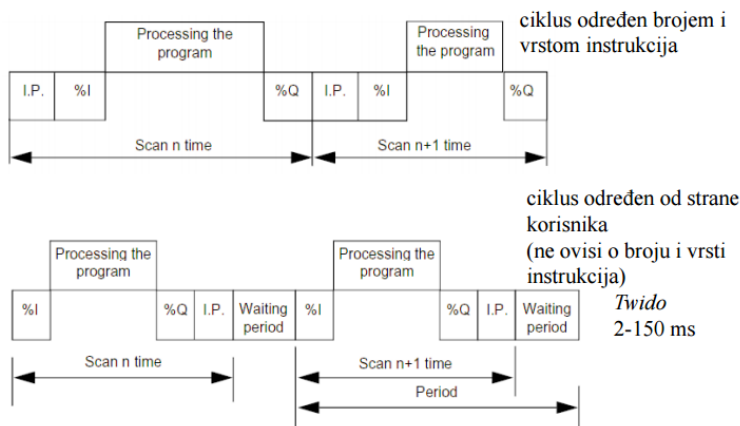 Processing the
program
Processing
the program
ciklus određen brojem i
vrstom instrukcija
I.P.
%I
%Q
I.P.
%I
%Q
Scan n time
Scan n+1 time
ciklus određen od strane
korisnika
(ne ovisi o broju i vrsti
instrukcija)
Twido
2-150 ms
Processing the
program
Processing the
program
%I
%Q
I.P.
Waiting
period
%I
%Q
I.P.
Waiting
period
Scan n time
Scan n+1 time
Period